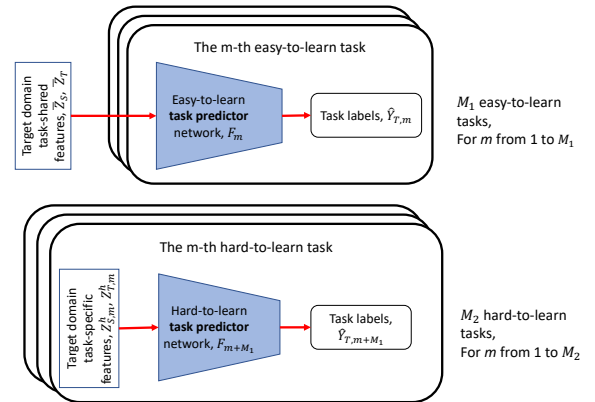 The m-th easy-to-learn task
Target domain
task-shared
features, Z̅_S, Z̅_T
Easy-to-learn
task predictor
network, F_m
Task labels, Ŷ_{T,m}
M_1 easy-to-learn
tasks,
For m from 1 to M_1
The m-th hard-to-learn task
Target domain
task-specific
features, Z^h_{S,m}, Z^h_{T,m}
Hard-to-learn
task predictor
network, F_{m+M_1}
Task labels,
Ŷ_{T,m+M_1}
M_2 hard-to-learn
tasks,
For m from 1 to M_2